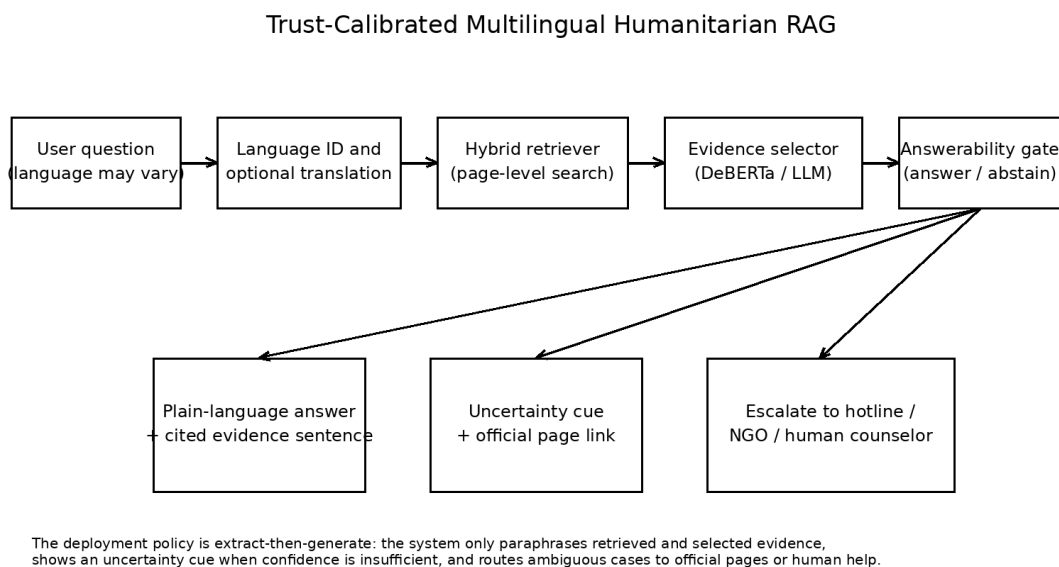 Trust-Calibrated Multilingual Humanitarian RAG
User question
(language may vary)
Language ID and
optional translation
Hybrid retriever
(page-level search)
Evidence selector
(DeBERTa / LLM)
Answerability gate
(answer / abstain)
Plain-language answer
+ cited evidence sentence
Uncertainty cue
+ official page link
Escalate to hotline /
NGO / human counselor
The deployment policy is extract-then-generate: the system only paraphrases retrieved and selected evidence,
shows an uncertainty cue when confidence is insufficient, and routes ambiguous cases to official pages or human help.